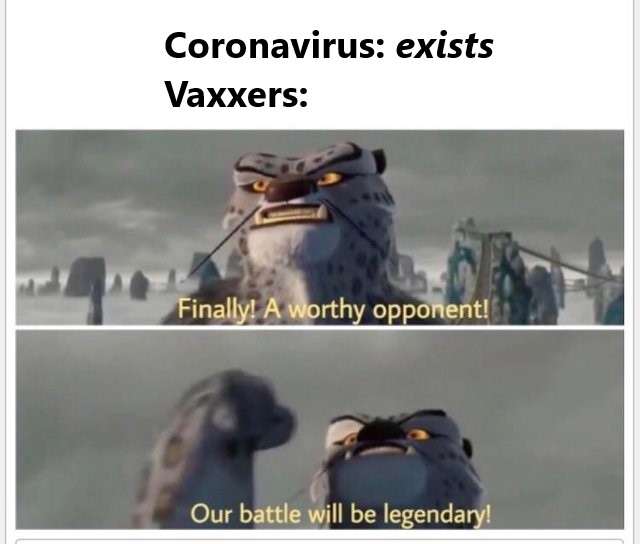 Coronavirus: exists
Vaxxers:
Finally! A worthy opponent!
Our battle will be legendary!